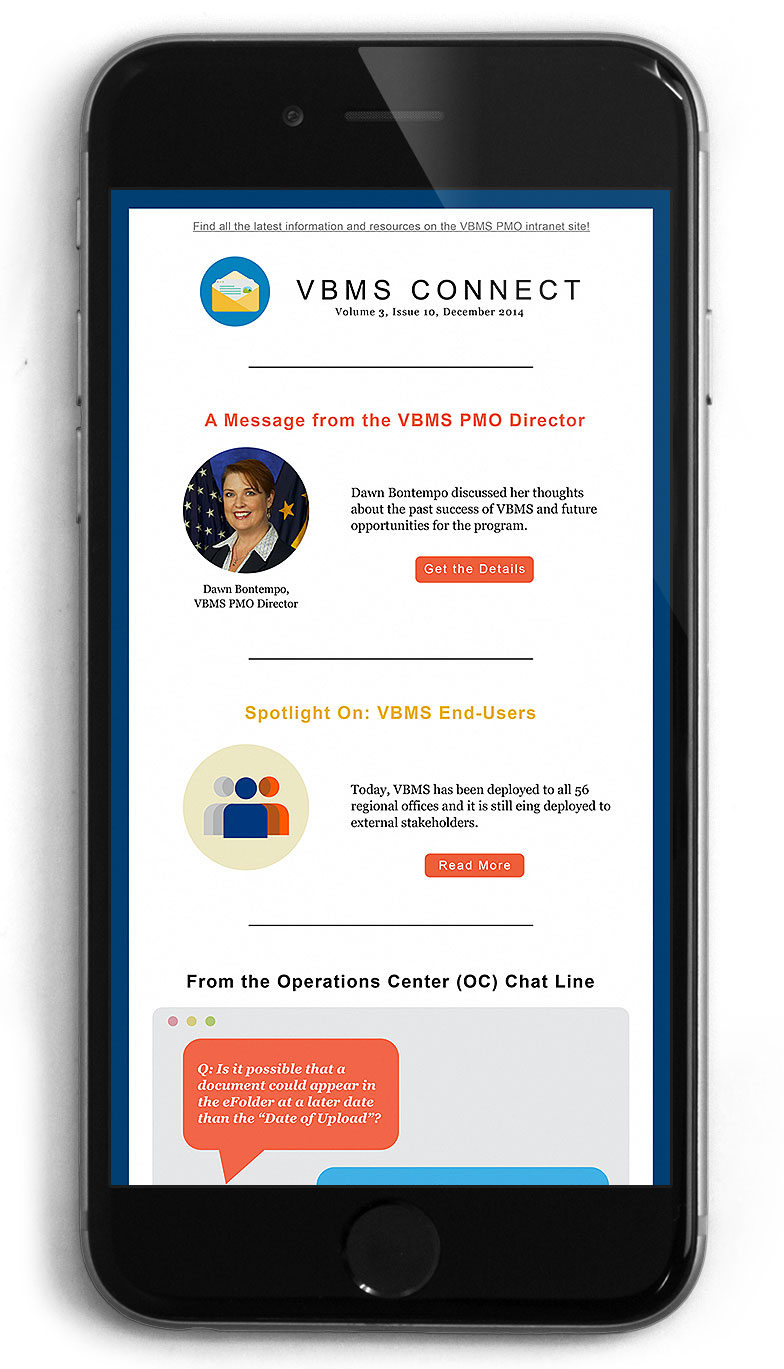 Find all the latest information and resources on the VBMS PMO intranet site!
VBMS CONNECT
Volume 3, Issue 10, December 2014
A Message from the VBMS PMO Director
Dawn Bontempo discussed her thoughts
about the past success of VBMS and future
opportunities for the program.
Get the Details
Dawn Bontempo,
VBMS PMO Director
Spotlight On: VBMS End-Users
Today, VBMS has been deployed to all 56
regional offices and it is still eing deployed to
external stakeholders.
Read More
From the Operations Center (OC) Chat Line
Q: Is it possible that a
document could appear in
the eFolder at a later date
than the “Date of Upload”?